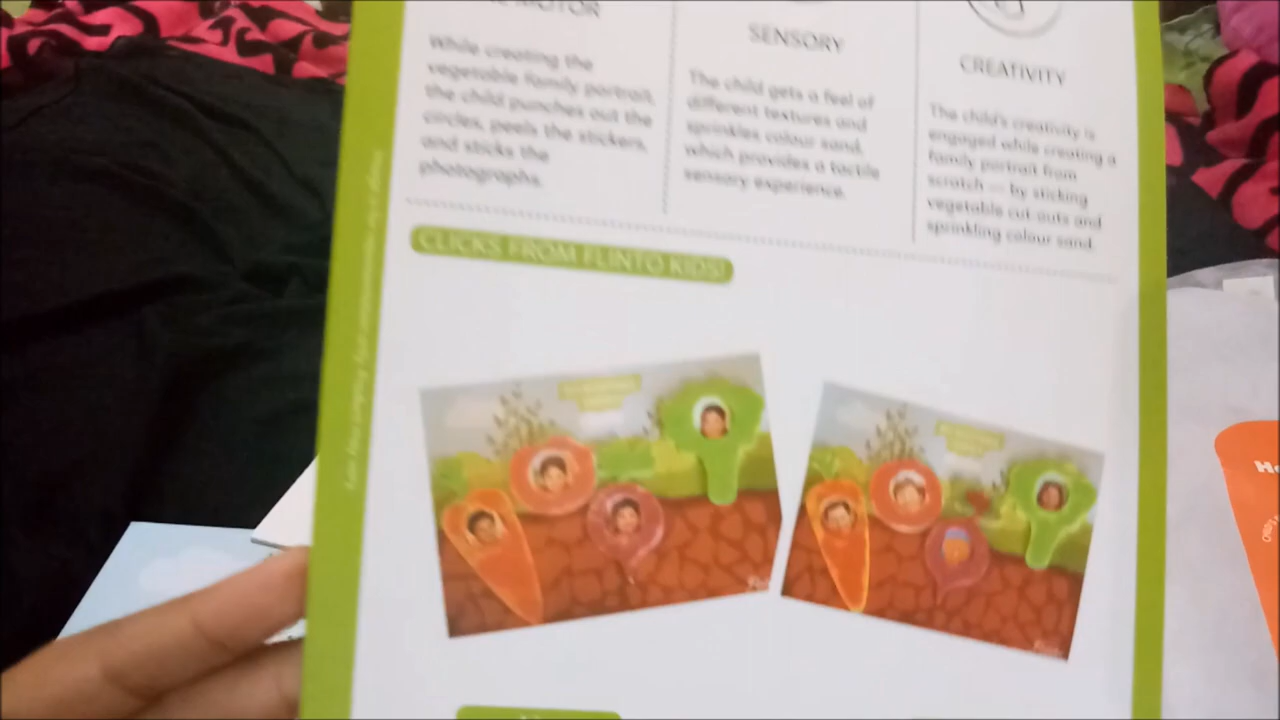 MOTOR
While creating the
vegetable family portrait,
the child punches out the
circles, peels the stickers,
and sticks the
photographs.
SENSORY
The child gets a feel of
different textures and
sprinkles colour sand,
which provides a tactile
sensory experience.
CREATIVITY
The child's creativity is
engaged while creating a
family portrait from
scratch — by sticking
vegetable cut outs and
sprinkling colour sand.
CLICKS FROM FLINTO KIDS!